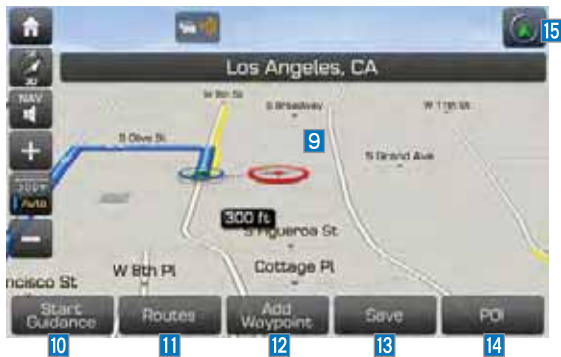 15
Los Angeles, CA
NAV
W 9th St
S Broadway
W 11th St
9
S Olive St
S Grand Ave
+
Auto
300 ft
S Figueroa St
W 8th Pl
Cottage Pl
ncisco St
Start Guidance
Routes
Add Waypoint
Save
POI
10
11
12
13
14